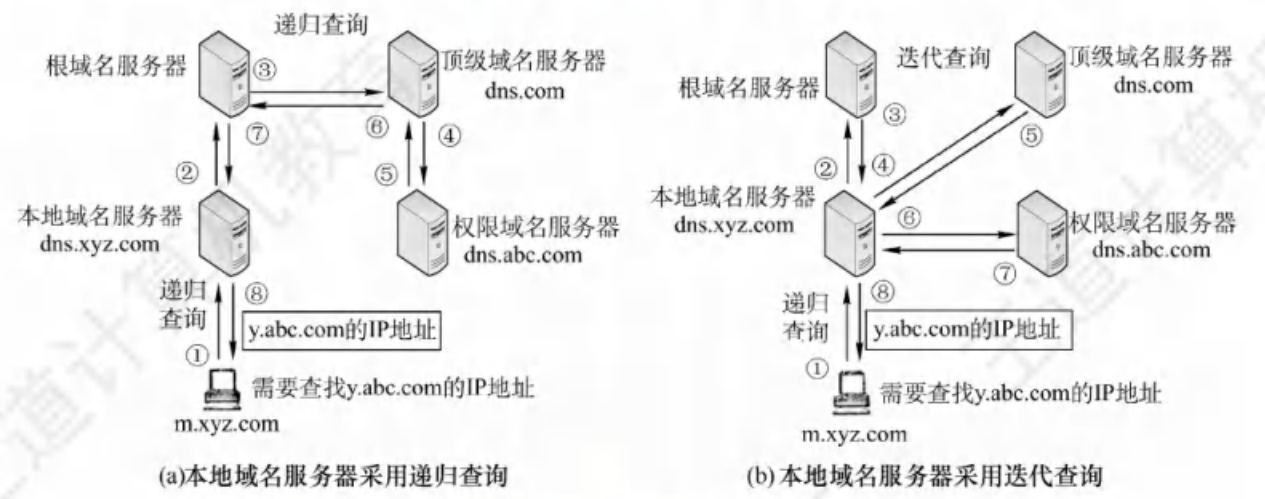 递归查询
根域名服务器
③
顶级域名服务器
dns.com
⑥
⑦
④
②
⑤
本地域名服务器
dns.xyz.com
权限域名服务器
dns.abc.com
递归
查询
⑧
y.abc.com的IP地址
①
需要查找y.abc.com的IP地址
m.xyz.com
(a)本地域名服务器采用递归查询
迭代查询
根域名服务器
顶级域名服务器
dns.com
③
⑤
②
④
本地域名服务器
dns.xyz.com
⑥
权限域名服务器
dns.abc.com
⑦
递归
查询
⑧
y.abc.com的IP地址
①
需要查找y.abc.com的IP地址
m.xyz.com
(b)本地域名服务器采用迭代查询